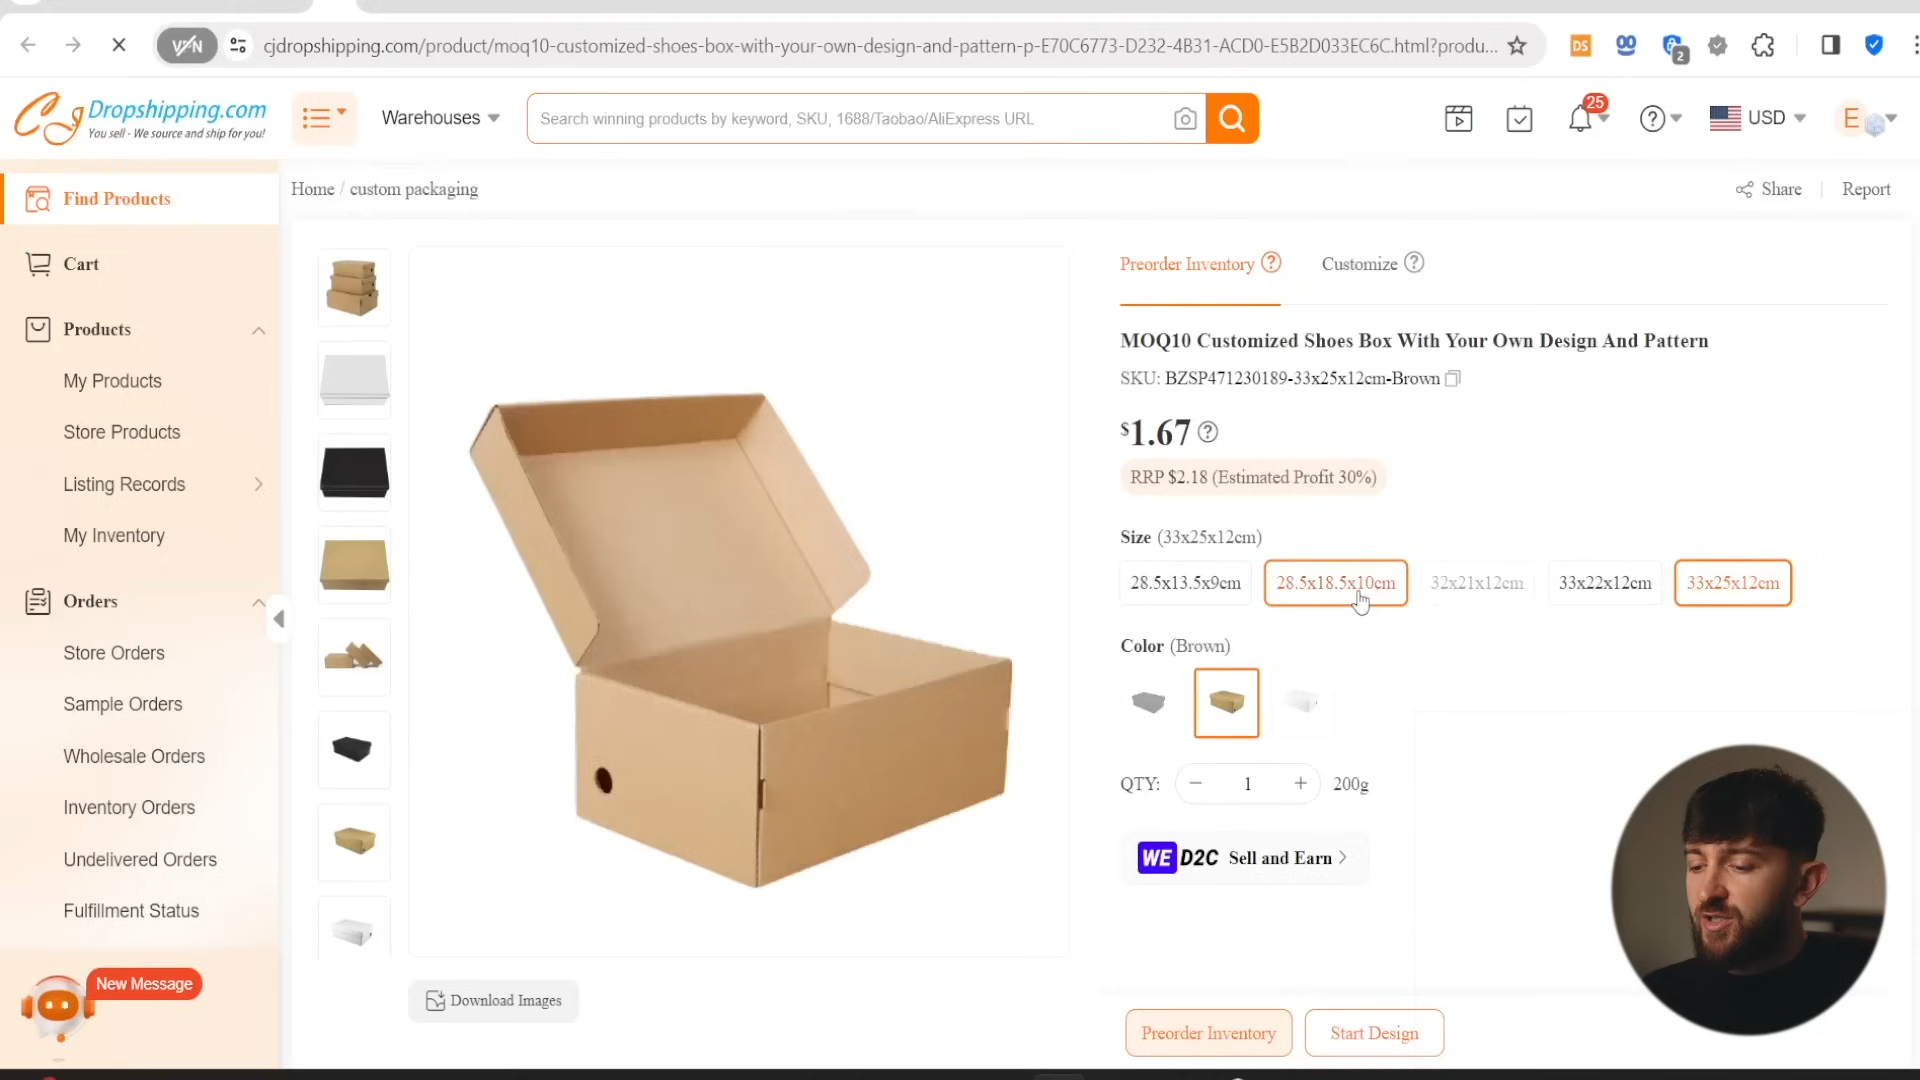 VPN
cjdropshipping.com/product/moq10-customized-shoes-box-with-your-own-design-and-pattern-p-E70C6773-D232-4B31-ACD0-E5B2D033EC6C.html?produ...
DS
2
CJ Dropshipping.com
You sell - We source and ship for you!
Warehouses
Search winning products by keyword, SKU, 1688/Taobao/AliExpress URL
25
USD
E
Find Products
Home / custom packaging
Share
Report
Cart
Products
My Products
Store Products
Listing Records
My Inventory
Orders
Store Orders
Sample Orders
Wholesale Orders
Inventory Orders
Undelivered Orders
Fulfillment Status
New Message
Download Images
Preorder Inventory
Customize
MOQ10 Customized Shoes Box With Your Own Design And Pattern
SKU: BZSP471230189-33x25x12cm-Brown
$1.67
RRP $2.18 (Estimated Profit 30%)
Size (33x25x12cm)
28.5x13.5x9cm
28.5x18.5x10cm
32x21x12cm
33x22x12cm
33x25x12cm
Color (Brown)
QTY: − 1 + 200g
WE D2C Sell and Earn
Preorder Inventory
Start Design